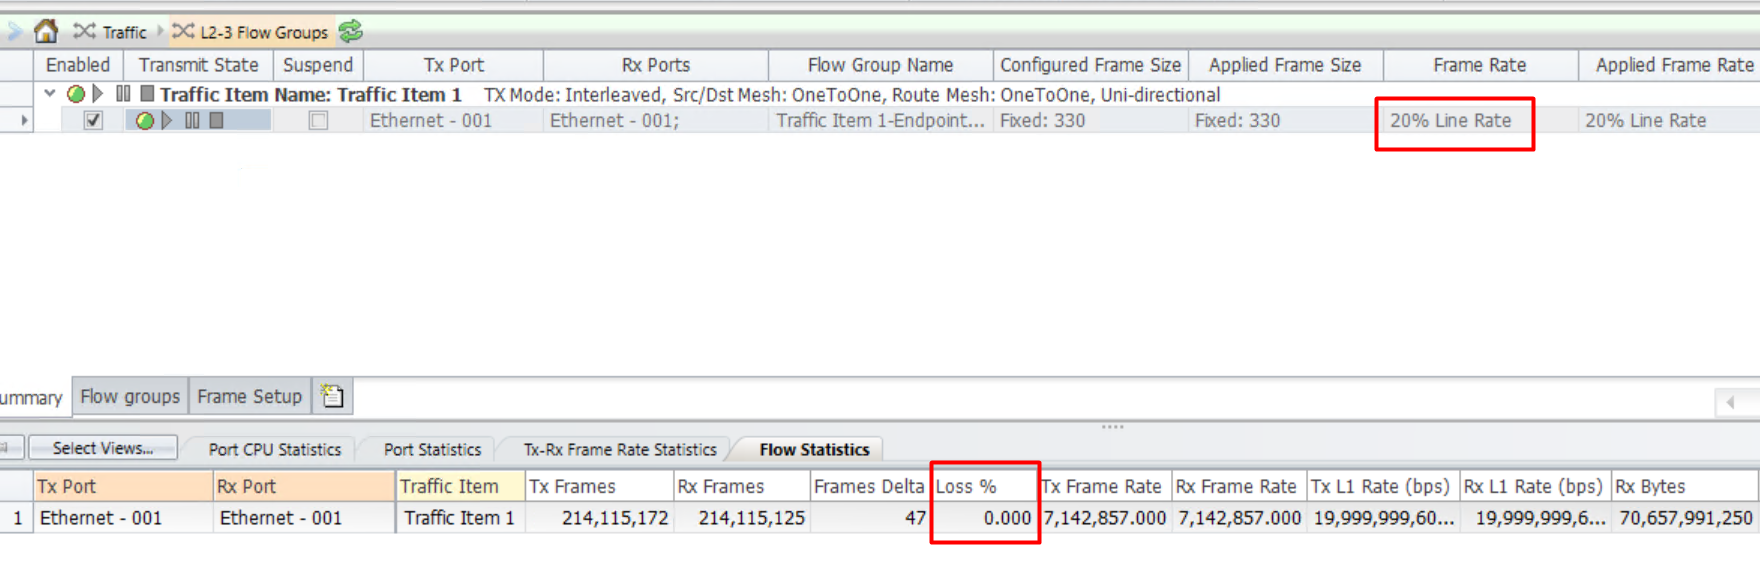 Traffic L2-3 Flow Groups
Enabled Transmit State Suspend Tx Port Rx Ports Flow Group Name Configured Frame Size Applied Frame Size Frame Rate Applied Frame Rate
Traffic Item Name: Traffic Item 1 TX Mode: Interleaved, Src/Dst Mesh: OneToOne, Route Mesh: OneToOne, Uni-directional
Ethernet - 001 Ethernet - 001; Traffic Item 1-Endpoint... Fixed: 330 Fixed: 330 20% Line Rate 20% Line Rate
ummary Flow groups Frame Setup
Select Views... Port CPU Statistics Port Statistics Tx-Rx Frame Rate Statistics Flow Statistics
Tx Port Rx Port Traffic Item Tx Frames Rx Frames Frames Delta Loss % Tx Frame Rate Rx Frame Rate Tx L1 Rate (bps) Rx L1 Rate (bps) Rx Bytes
1 Ethernet - 001 Ethernet - 001 Traffic Item 1 214,115,172 214,115,125 47 0.000 7,142,857.000 7,142,857.000 19,999,999,60... 19,999,999,6... 70,657,991,250